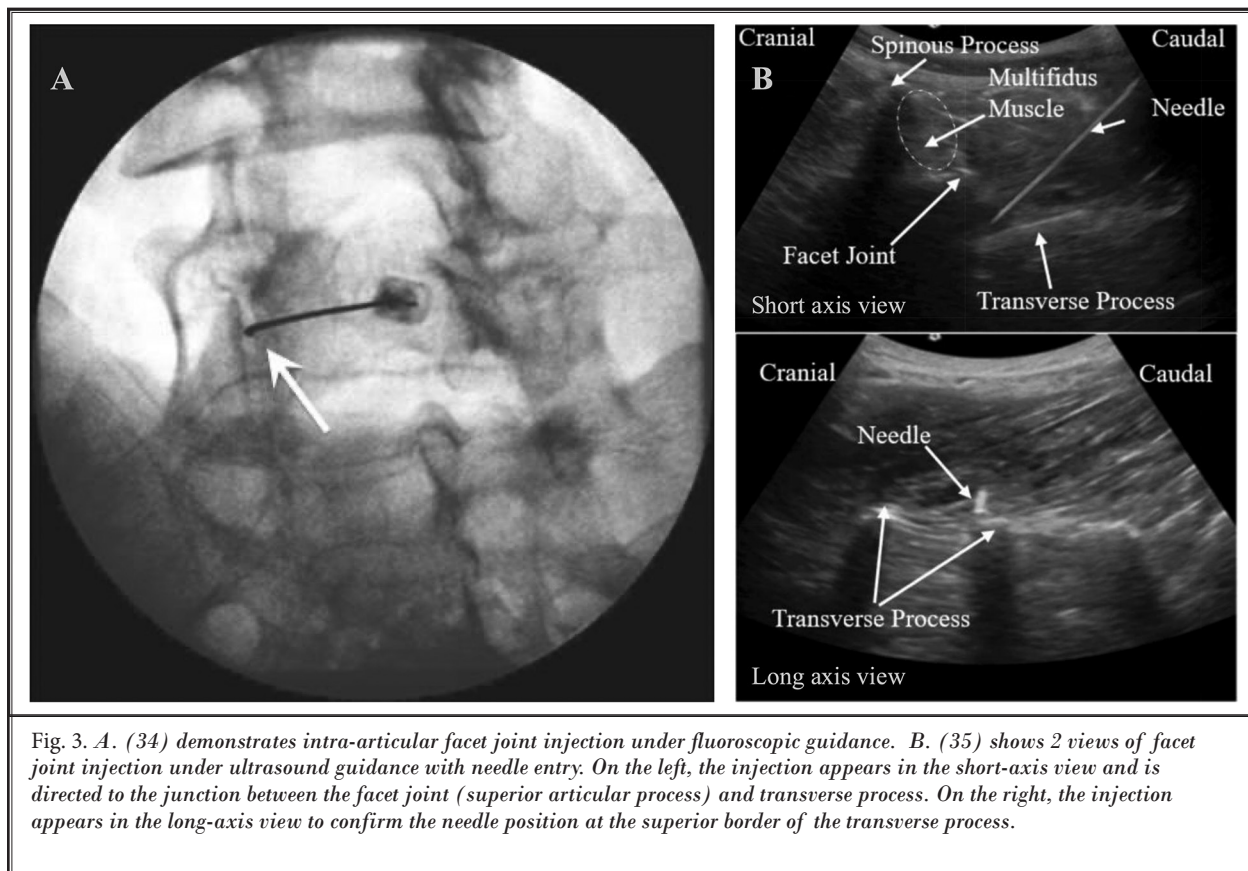 A
B
Cranial
Spinous Process
Caudal
Multifidus
Muscle
Needle
Facet Joint
Transverse Process
Short axis view
Cranial
Caudal
Needle
Transverse Process
Long axis view
Fig. 3. A. (34) demonstrates intra-articular facet joint injection under fluoroscopic guidance. B. (35) shows 2 views of facet
joint injection under ultrasound guidance with needle entry. On the left, the injection appears in the short-axis view and is
directed to the junction between the facet joint (superior articular process) and transverse process. On the right, the injection
appears in the long-axis view to confirm the needle position at the superior border of the transverse process.